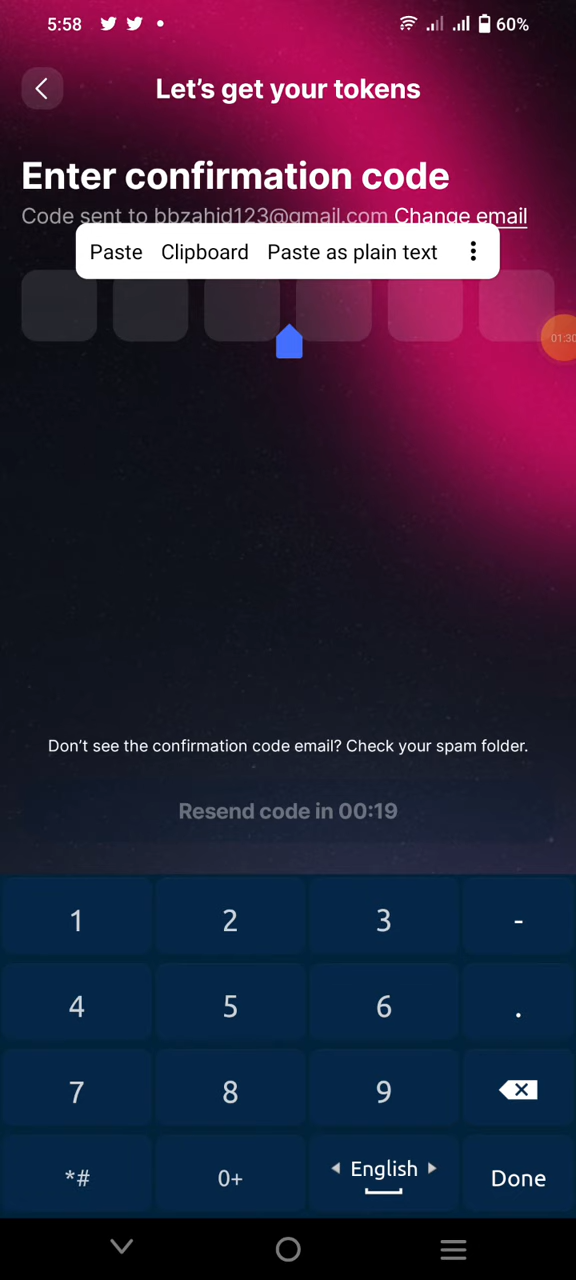 5:58
60%
Let's get your tokens
Enter confirmation code
Code sent to bbzahid123@gmail.com Change email
Paste Clipboard Paste as plain text
01:30
Don't see the confirmation code email? Check your spam folder.
Resend code in 00:19
1 2 3 -
4 5 6 .
7 8 9
*# 0+ English Done